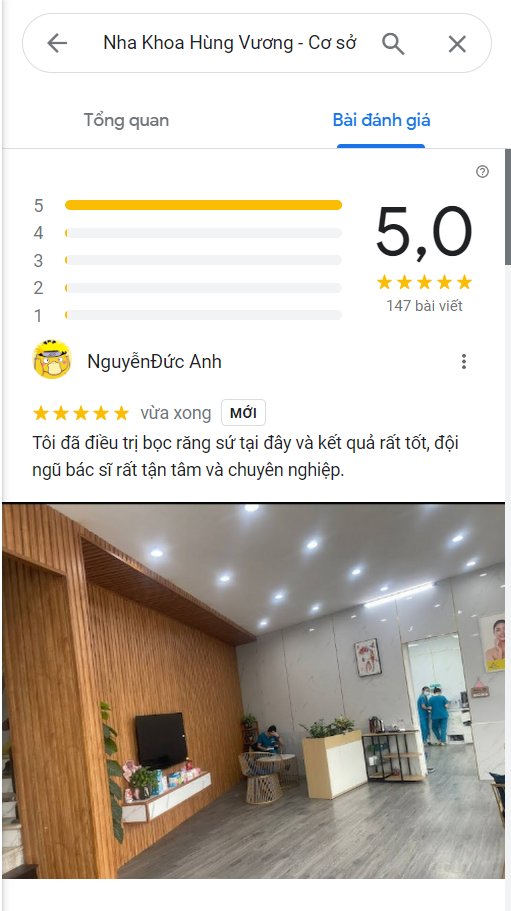 Nha Khoa Hùng Vương - Cơ sở
Tổng quan
Bài đánh giá
5
4
3
2
1
5,0
147 bài viết
NguyễnĐức Anh
vừa xong MỚI
Tôi đã điều trị bọc răng sứ tại đây và kết quả rất tốt, đội
ngũ bác sĩ rất tận tâm và chuyên nghiệp.